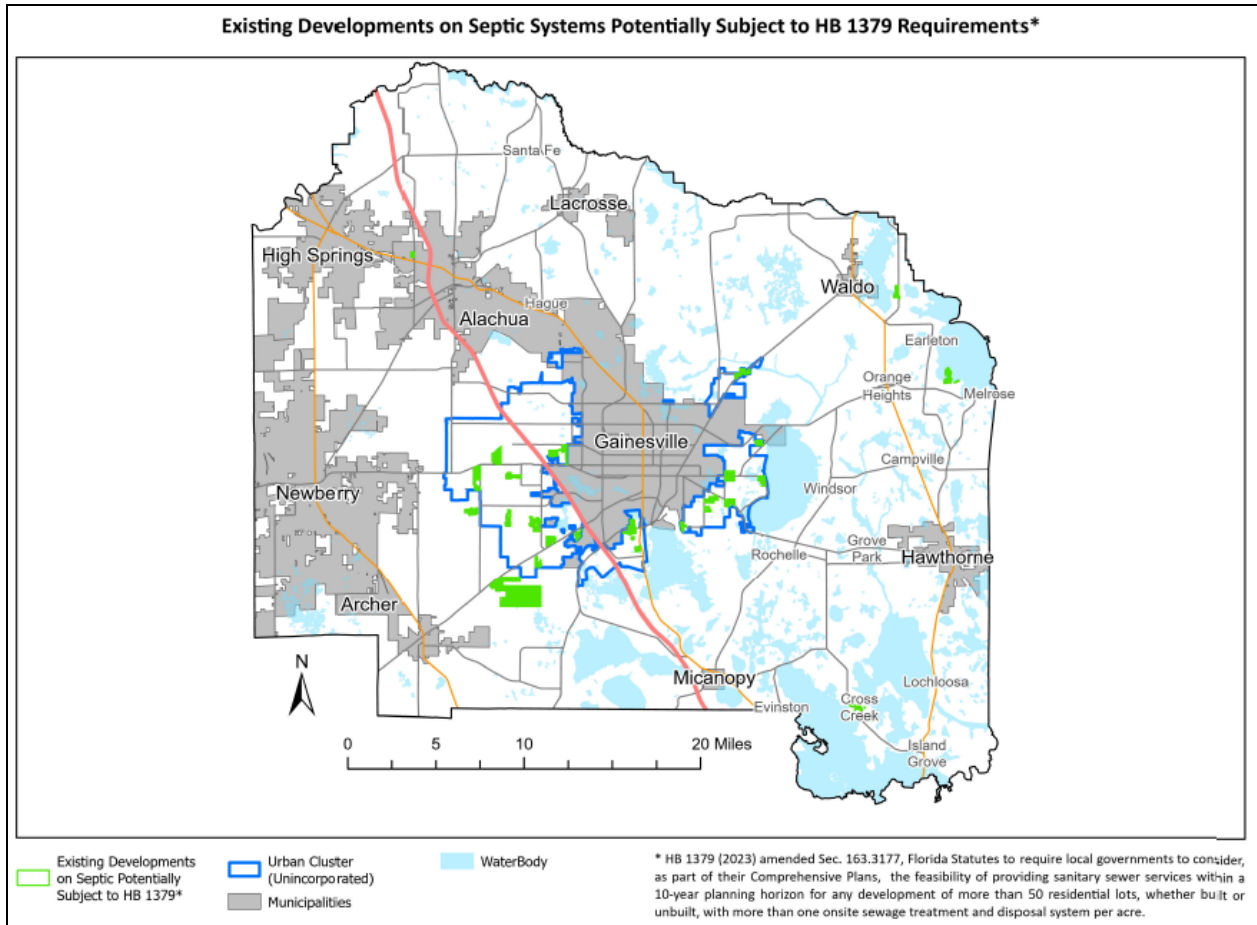 Existing Developments on Septic Systems Potentially Subject to HB 1379 Requirements*
Santa Fe
Lacrosse
High Springs
Waldo
Hague
Alachua
Earleton
Orange
Heights
Melrose
Gainesville
Campville
Newberry
Windsor
Grove
Park
Rochelle
Hawthorne
Archer
N
Micanopy
Lochloosa
Evinston
Cross
Creek
Island
Grove
0 5 10 20 Miles
Existing Developments
on Septic Potentially
Subject to HB 1379*
Urban Cluster
(Unincorporated)
Municipalities
WaterBody
* HB 1379 (2023) amended Sec. 163.3177, Florida Statutes to require local governments to consider,
as part of their Comprehensive Plans, the feasibility of providing sanitary sewer services within a
10-year planning horizon for any development of more than 50 residential lots, whether built or
unbuilt, with more than one onsite sewage treatment and disposal system per acre.